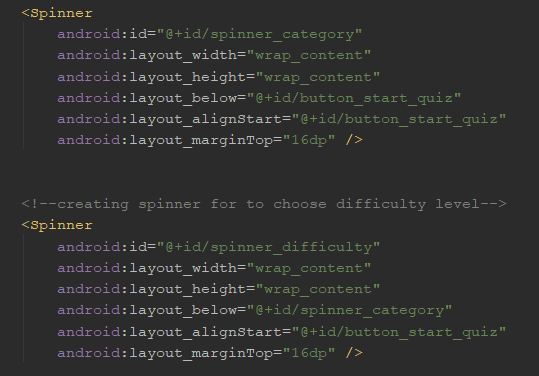 <Spinner
android:id="@+id/spinner_category"
android:layout_width="wrap_content"
android:layout_height="wrap_content"
android:layout_below="@+id/button_start_quiz"
android:layout_alignStart="@+id/button_start_quiz"
android:layout_marginTop="16dp" />
<!--creating spinner for to choose difficulty level-->
<Spinner
android:id="@+id/spinner_difficulty"
android:layout_width="wrap_content"
android:layout_height="wrap_content"
android:layout_below="@+id/spinner_category"
android:layout_alignStart="@+id/button_start_quiz"
android:layout_marginTop="16dp" />